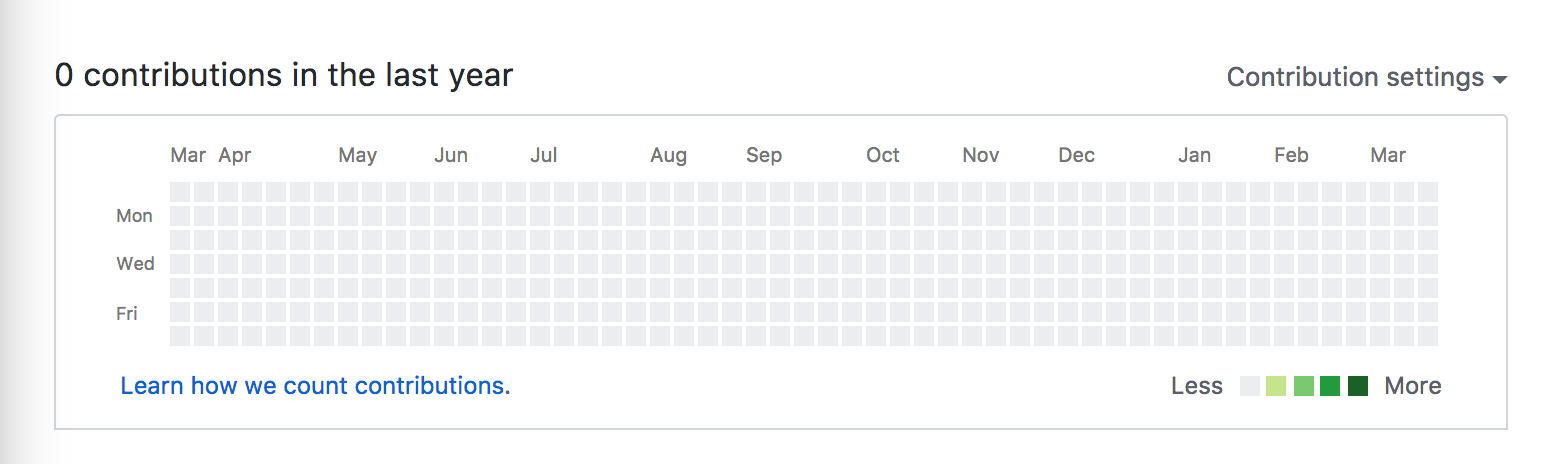 0 contributions in the last year
Contribution settings
Mar Apr May Jun Jul Aug Sep Oct Nov Dec Jan Feb Mar
Mon
Wed
Fri
Learn how we count contributions.
Less More